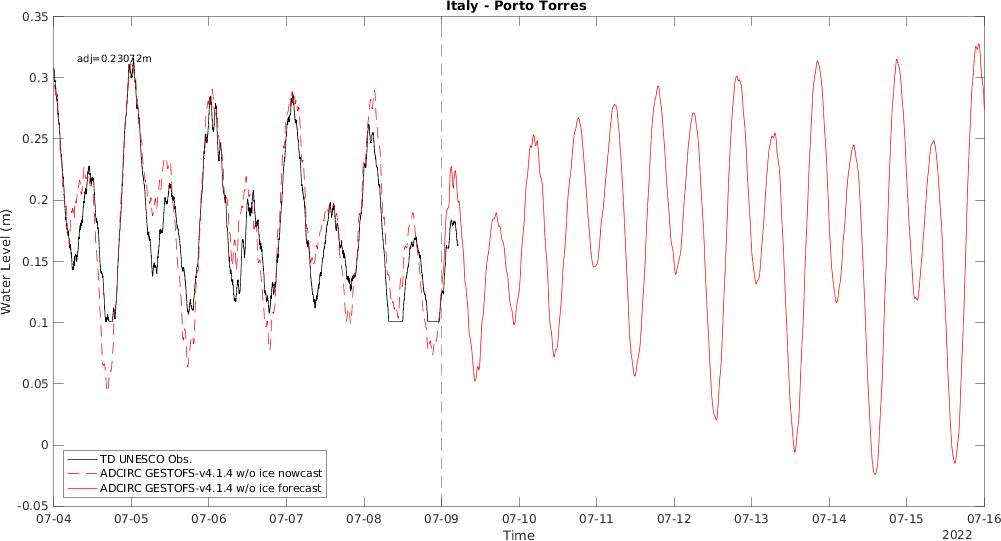 Italy - Porto Torres
0.35
0.3
0.25
0.2
0.15
0.1
0.05
0
-0.05
Water Level (m)
adj=0.23072m
TD UNESCO Obs.
ADCIRC GESTOFS-v4.1.4 w/o ice nowcast
ADCIRC GESTOFS-v4.1.4 w/o ice forecast
07-04 07-05 07-06 07-07 07-08 07-09 07-10 07-11 07-12 07-13 07-14 07-15 07-16
Time
2022